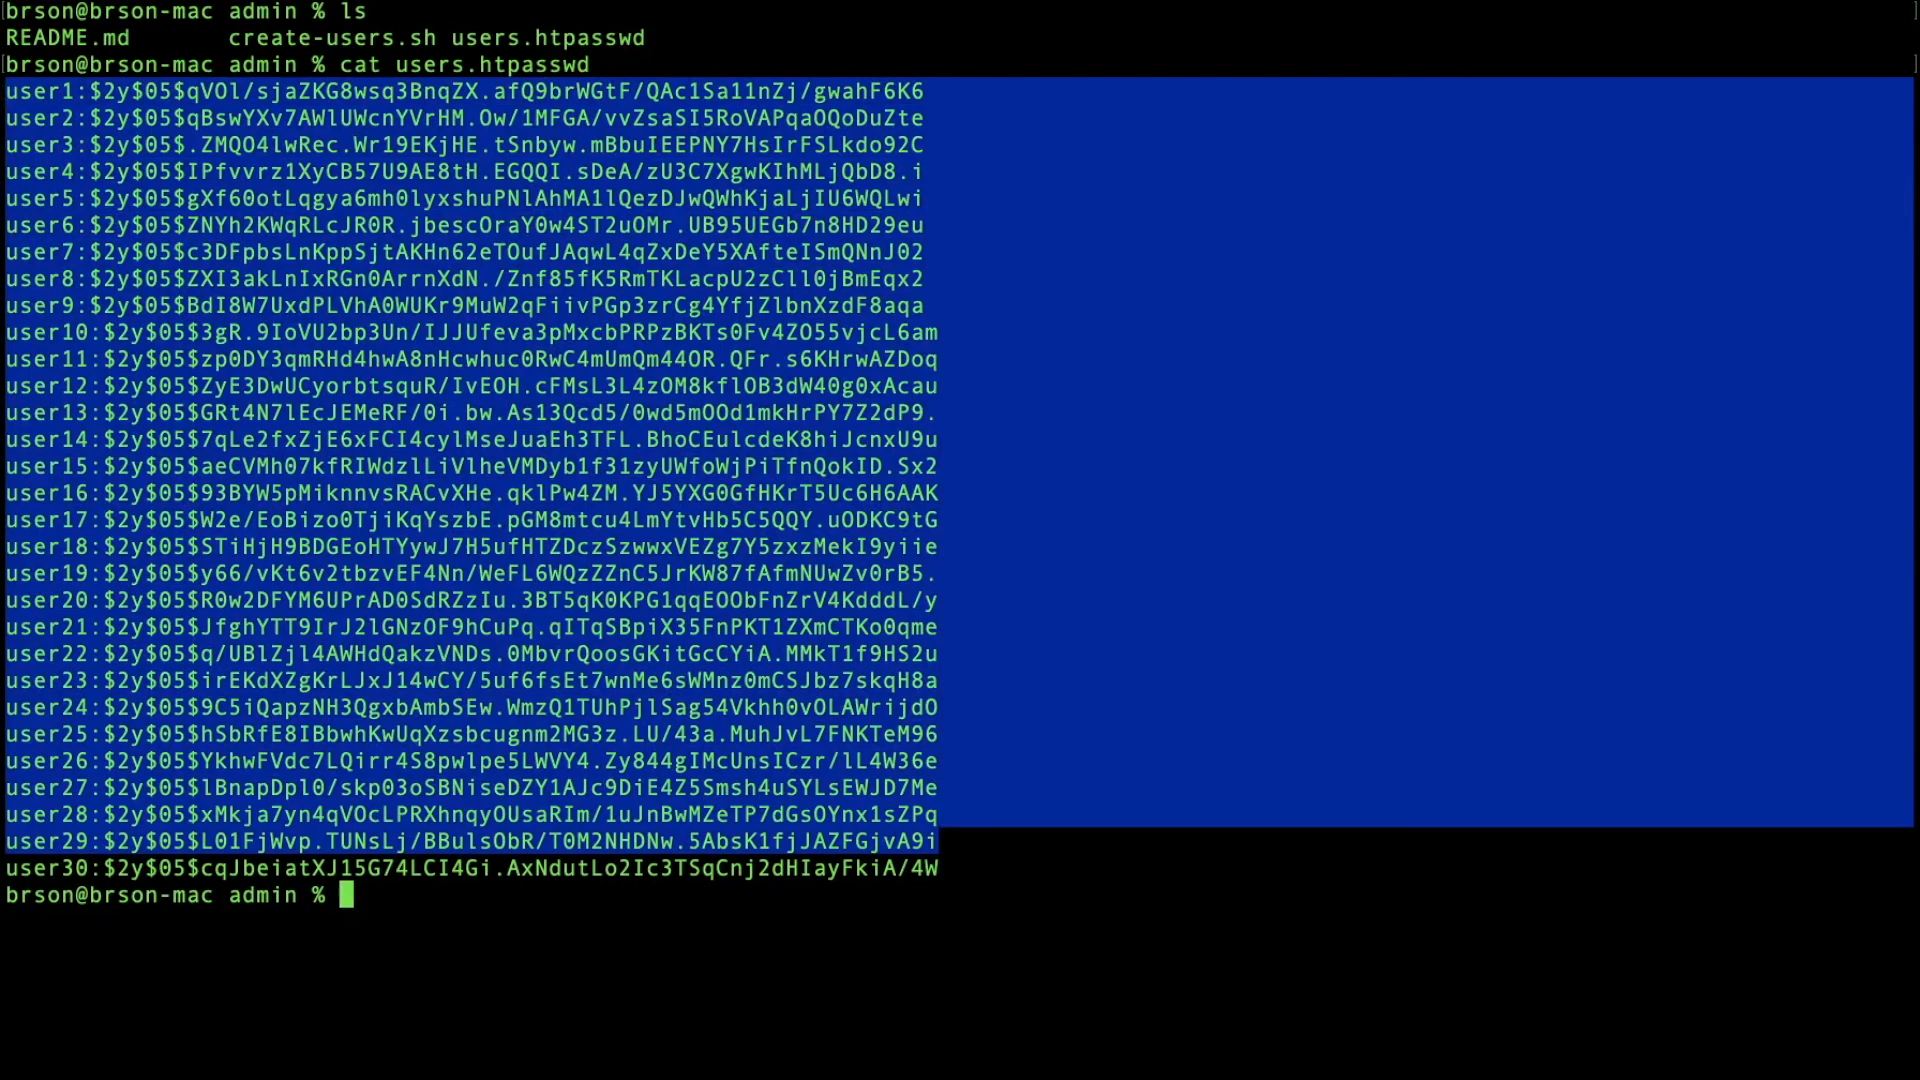 brson@brson-mac admin % ls
README.md       create-users.sh users.htpasswd
brson@brson-mac admin % cat users.htpasswd
user1:$2y$05$qVOl/sjaZKG8wsq3BnqZX.afQ9brWGtF/QAc1Sa11nZj/gwahF6K6
user2:$2y$05$qBswYXv7AWlUWcnYVrHM.Ow/1MFGA/vvZsaSI5RoVAPqaOQoDuZte
user3:$2y$05$.ZMQO4lwRec.Wr19EKjHE.tSnbyw.mBbuIEEPNY7HsIrFSLkdo92C
user4:$2y$05$IPfvvrz1XyCB57U9AE8tH.EGQQI.sDeA/zU3C7XgwKIhMLjQbD8.i
user5:$2y$05$gXf60otLqgya6mh0lyxshuPNlAhMA1lQezDJwQWhKjaLjIU6WQLwi
user6:$2y$05$ZNYh2KWqRLcJR0R.jbescOraY0w4ST2uOMr.UB95UEGb7n8HD29eu
user7:$2y$05$c3DFpbsLnKppSjtAKHn62eTOufJAqwL4qZxDeY5XAfteISmQNnJ02
user8:$2y$05$ZXI3akLnIxRGn0ArrnXdN./Znf85fK5RmTKLacpU2zCll0jBmEqx2
user9:$2y$05$BdI8W7UxdPLVhA0WUKr9MuW2qFiivPGp3zrCg4YfjZlbnXzdF8aqa
user10:$2y$05$3gR.9IoVU2bp3Un/IJJUfeva3pMxcbPRPzBKTs0Fv4ZO55vjcL6am
user11:$2y$05$zp0DY3qmRHd4hwA8nHcwhuc0RwC4mUmQm44OR.QFr.s6KHrwAZDoq
user12:$2y$05$ZyE3DwUCyorbtsquR/IvEOH.cFMsL3L4zOM8kflOB3dW40g0xAcau
user13:$2y$05$GRt4N7lEcJEMeRF/0i.bw.As13Qcd5/0wd5mOOd1mkHrPY7Z2dP9.
user14:$2y$05$7qLe2fxZjE6xFCI4cylMseJuaEh3TFL.BhoCEulcdeK8hiJcnxU9u
user15:$2y$05$aeCVMh07kfRIWdzlLiVlheVMDyb1f31zyUWfoWjPiTfnQokID.Sx2
user16:$2y$05$93BYW5pMiknnvsRACvXHe.qklPw4ZM.YJ5YXG0GfHKrT5Uc6H6AAK
user17:$2y$05$W2e/EoBizo0TjiKqYszbE.pGM8mtcu4LmYtvHb5C5QQY.uODKC9tG
user18:$2y$05$STiHjH9BDGEoHTYywJ7H5ufHTZDczSzwwxVEZg7Y5zxzMekI9yiie
user19:$2y$05$y66/vKt6v2tbzvEF4Nn/WeFL6WQzZZnC5JrKW87fAfmNUwZv0rB5.
user20:$2y$05$R0w2DFYM6UPrAD0SdRZzIu.3BT5qK0KPG1qqEOObFnZrV4KdddL/y
user21:$2y$05$JfghYTT9IrJ2lGNzOF9hCuPq.qITqSBpiX35FnPKT1ZXmCTKo0qme
user22:$2y$05$q/UBlZjl4AWHdQakzVNDs.0MbvrQoosGKitGcCYiA.MMkT1f9HS2u
user23:$2y$05$irEKdXZgKrLJxJ14wCY/5uf6fsEt7wnMe6sWMnz0mCSJbz7skqH8a
user24:$2y$05$9C5iQapzNH3QgxbAmbSEw.WmzQ1TUhPjlSag54Vkhh0vOLAWrijdO
user25:$2y$05$hSbRfE8IBbwhKwUqXzsbcugnm2MG3z.LU/43a.MuhJvL7FNKTeM96
user26:$2y$05$YkhwFVdc7LQirr4S8pwlpe5LWVY4.Zy844gIMcUnsICzr/lL4W36e
user27:$2y$05$lBnapDpl0/skp03oSBNiseDZY1AJc9DiE4Z5Smsh4uSYLsEWJD7Me
user28:$2y$05$xMkja7yn4qVOcLPRXhnqyOUsaRIm/1uJnBwMZeTP7dGsOYnx1sZPq
user29:$2y$05$L01FjWvp.TUNsLj/BBulsObR/T0M2NHDNw.5AbsK1fjJAZFGjvA9i
user30:$2y$05$cqJbeiatXJ15G74LCI4Gi.AxNdutLo2Ic3TSqCnj2dHIayFkiA/4W
brson@brson-mac admin %